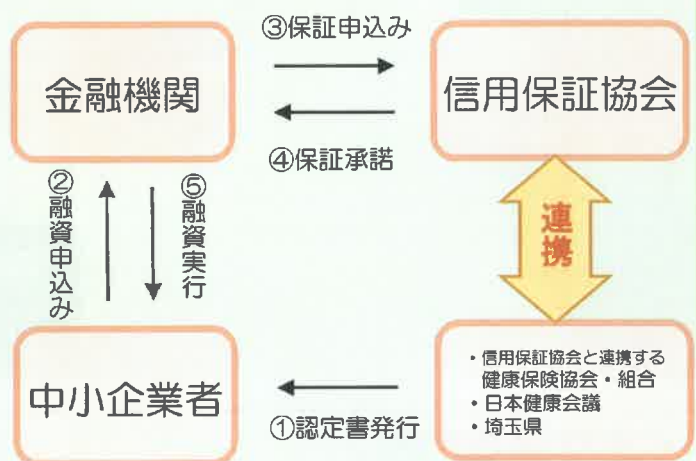 ③保証申込み
金融機関
信用保証協会
④保証承諾
②融資申込み
⑤融資実行
連携
中小企業者
①認定書発行
・信用保証協会と連携する
健康保険協会・組合
・日本健康会議
・埼玉県